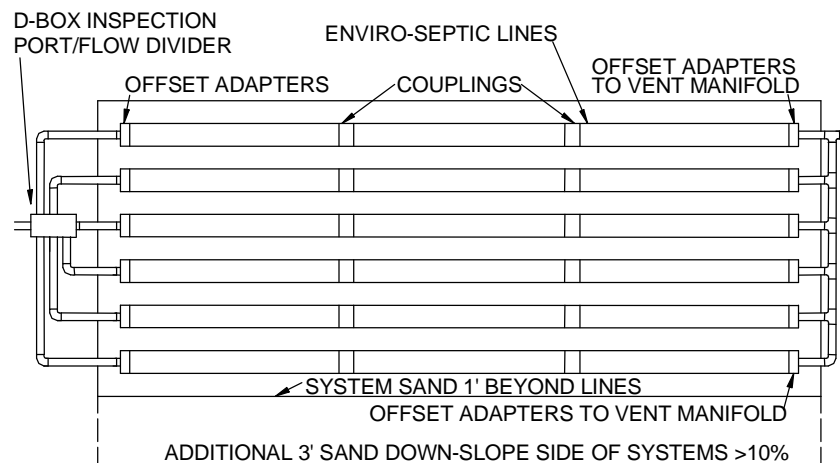 D-BOX INSPECTION
PORT/FLOW DIVIDER
ENVIRO-SEPTIC LINES
OFFSET ADAPTERS
COUPLINGS
OFFSET ADAPTERS
TO VENT MANIFOLD
SYSTEM SAND 1' BEYOND LINES
OFFSET ADAPTERS TO VENT MANIFOLD
ADDITIONAL 3' SAND DOWN-SLOPE SIDE OF SYSTEMS >10%